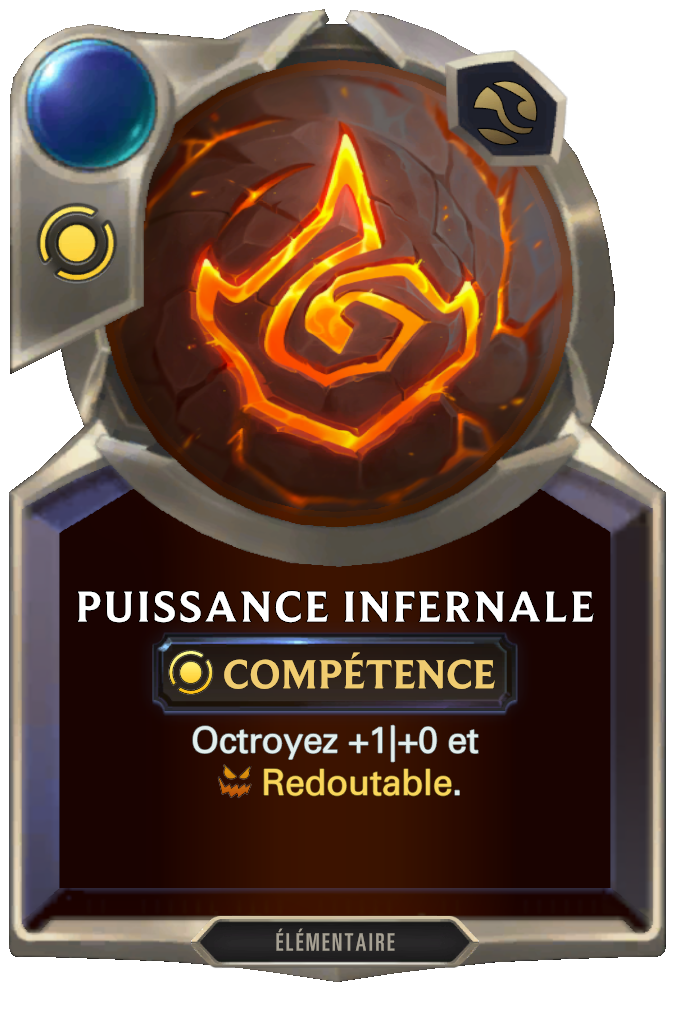 PUISSANCE INFERNALE
COMPÉTENCE
Octroyez +1|+0 et
Redoutable.
ÉLÉMENTAIRE